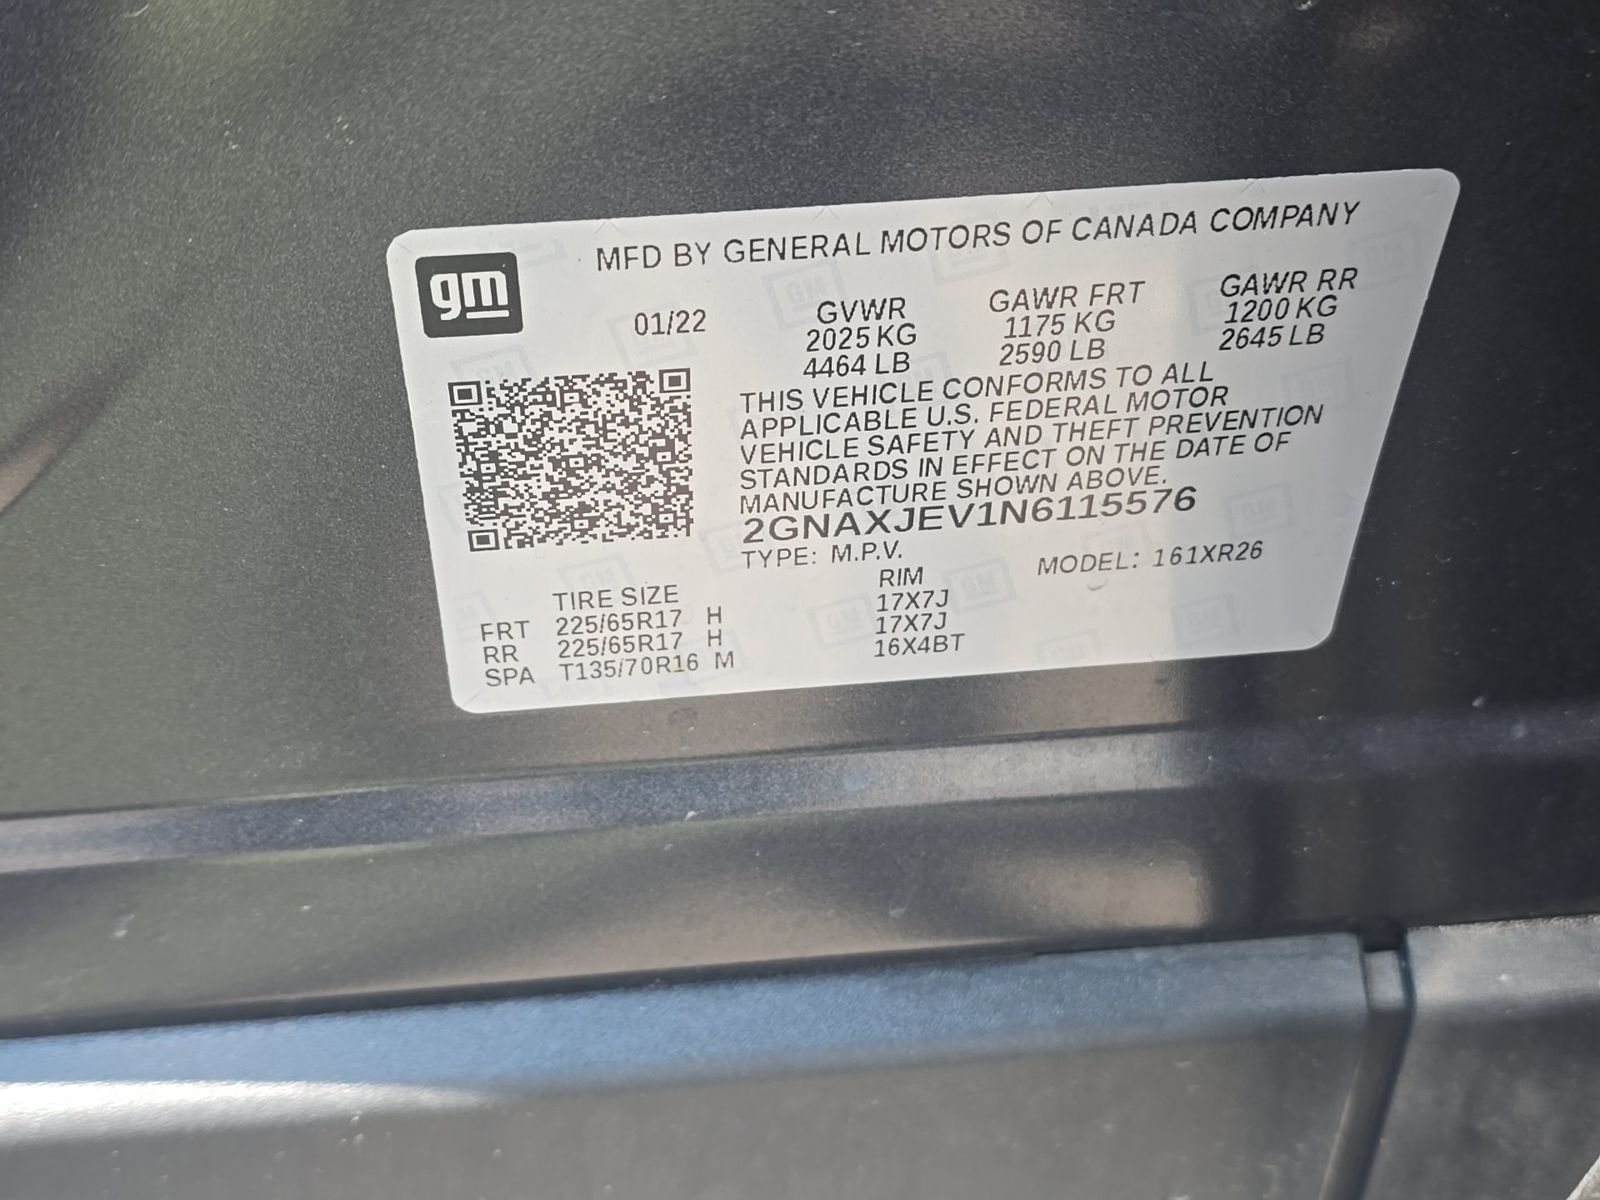 MFD BY GENERAL MOTORS OF CANADA COMPANY
gm
01/22
GVWR GAWR FRT GAWR RR
2025 KG 1175 KG 1200 KG
4464 LB 2590 LB 2645 LB
THIS VEHICLE CONFORMS TO ALL
APPLICABLE U.S. FEDERAL MOTOR
VEHICLE SAFETY AND THEFT PREVENTION
STANDARDS IN EFFECT ON THE DATE OF
MANUFACTURE SHOWN ABOVE.
2GNAXJEV1N6115576
TYPE: M.P.V. MODEL: 161XR26
TIRE SIZE RIM
FRT 225/65R17 H 17X7J
RR 225/65R17 H 17X7J
SPA T135/70R16 M 16X4BT